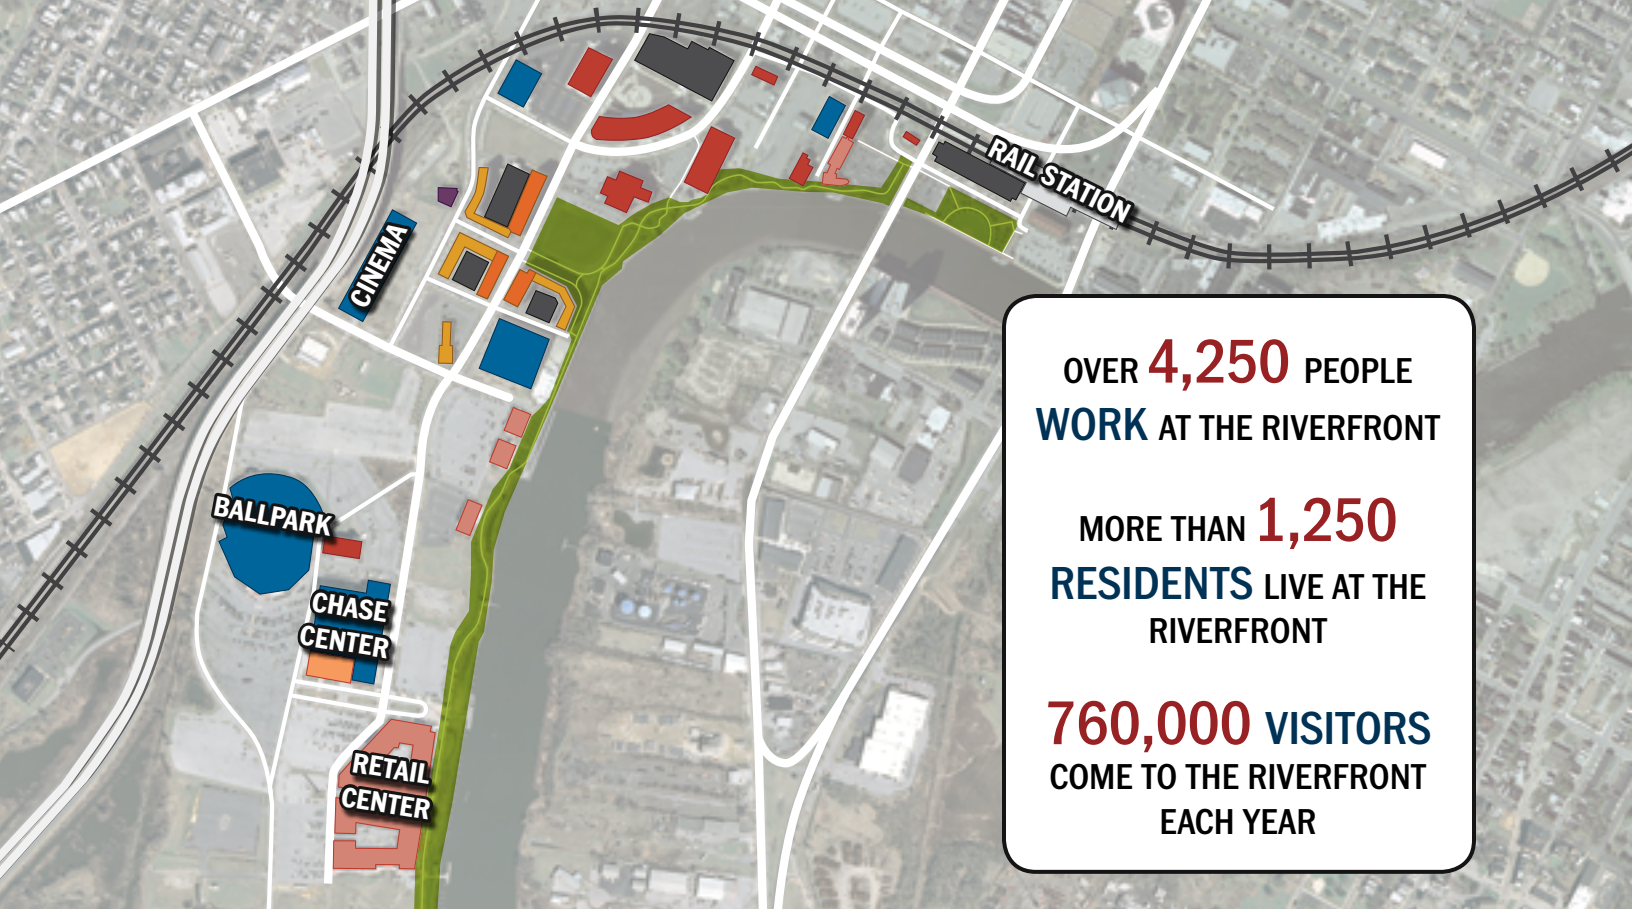 RAIL STATION
CINEMA
BALLPARK
CHASE
CENTER
RETAIL
CENTER
OVER 4,250 PEOPLE
WORK AT THE RIVERFRONT
MORE THAN 1,250
RESIDENTS LIVE AT THE
RIVERFRONT
760,000 VISITORS
COME TO THE RIVERFRONT
EACH YEAR